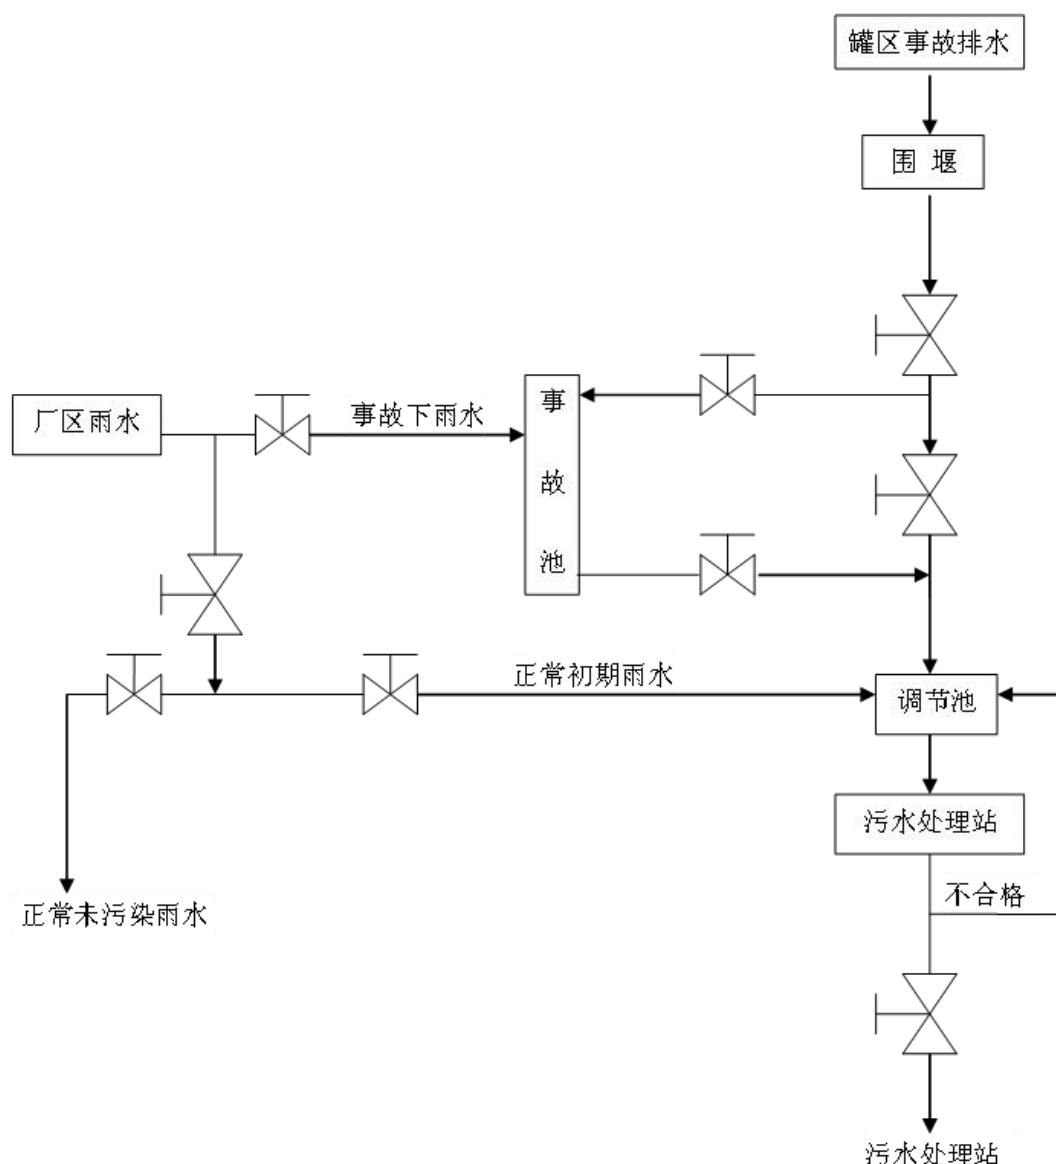 罐区事故排水
围 堰
厂区雨水
事故下雨水
事
故
池
正常初期雨水
调节池
污水处理站
不合格
正常未污染雨水
污水处理站